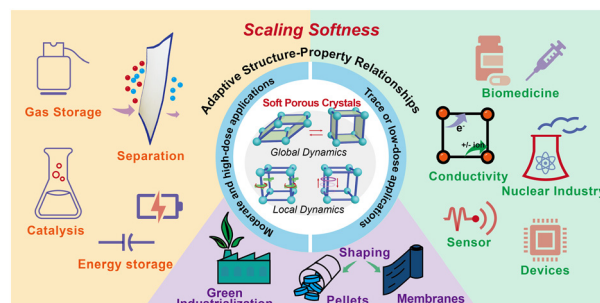 Scaling Softness
Adaptive Structure-Property Relationships
Moderate and high-dose applications
Trace or low-dose applications
Soft Porous Crystals
Global Dynamics
Local Dynamics
Gas Storage
Separation
Catalysis
Energy storage
Biomedicine
e-
+/- ion
Conductivity
Nuclear Industry
Sensor
Devices
Shaping
Green
Industrialization
Pellets
Membranes